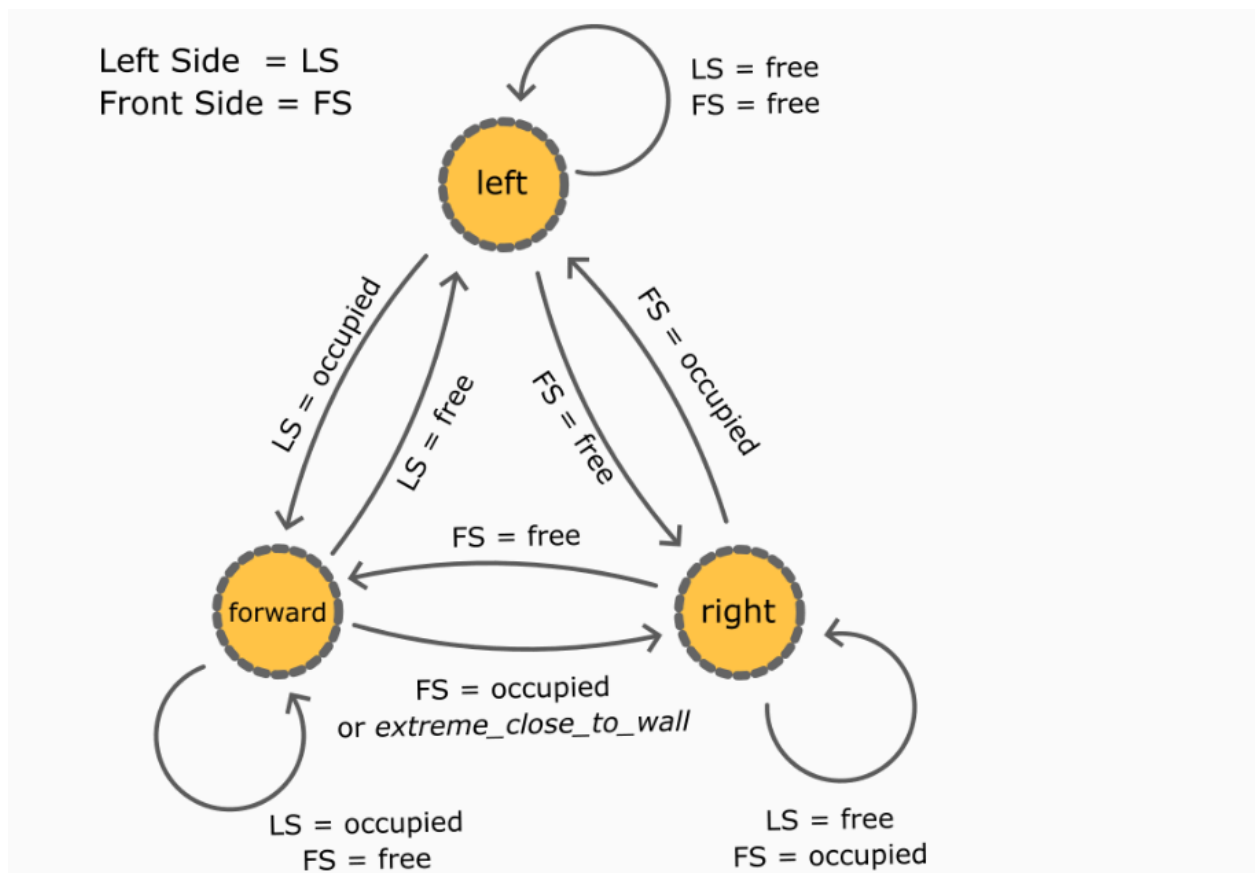 Left Side = LS
Front Side = FS
LS = free
FS = free
left
LS = occupied
LS = free
FS = free
FS = occupied
FS = free
forward
right
FS = occupied
or extreme_close_to_wall
LS = occupied
FS = free
LS = free
FS = occupied